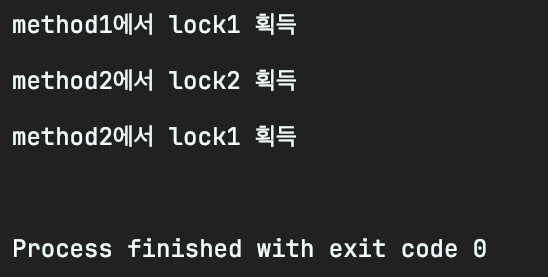 method1에서 lock1 획득
method2에서 lock2 획득
method2에서 lock1 획득
Process finished with exit code 0